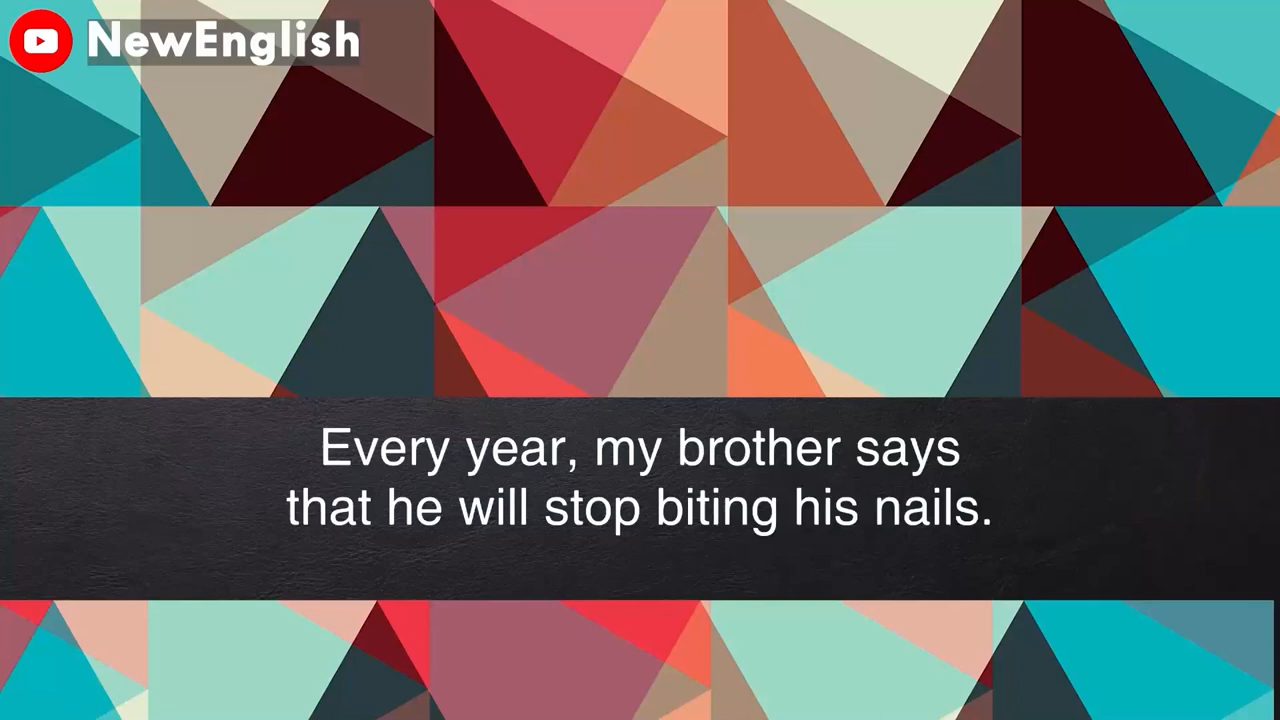 NewEnglish
Every year, my brother says
that he will stop biting his nails.